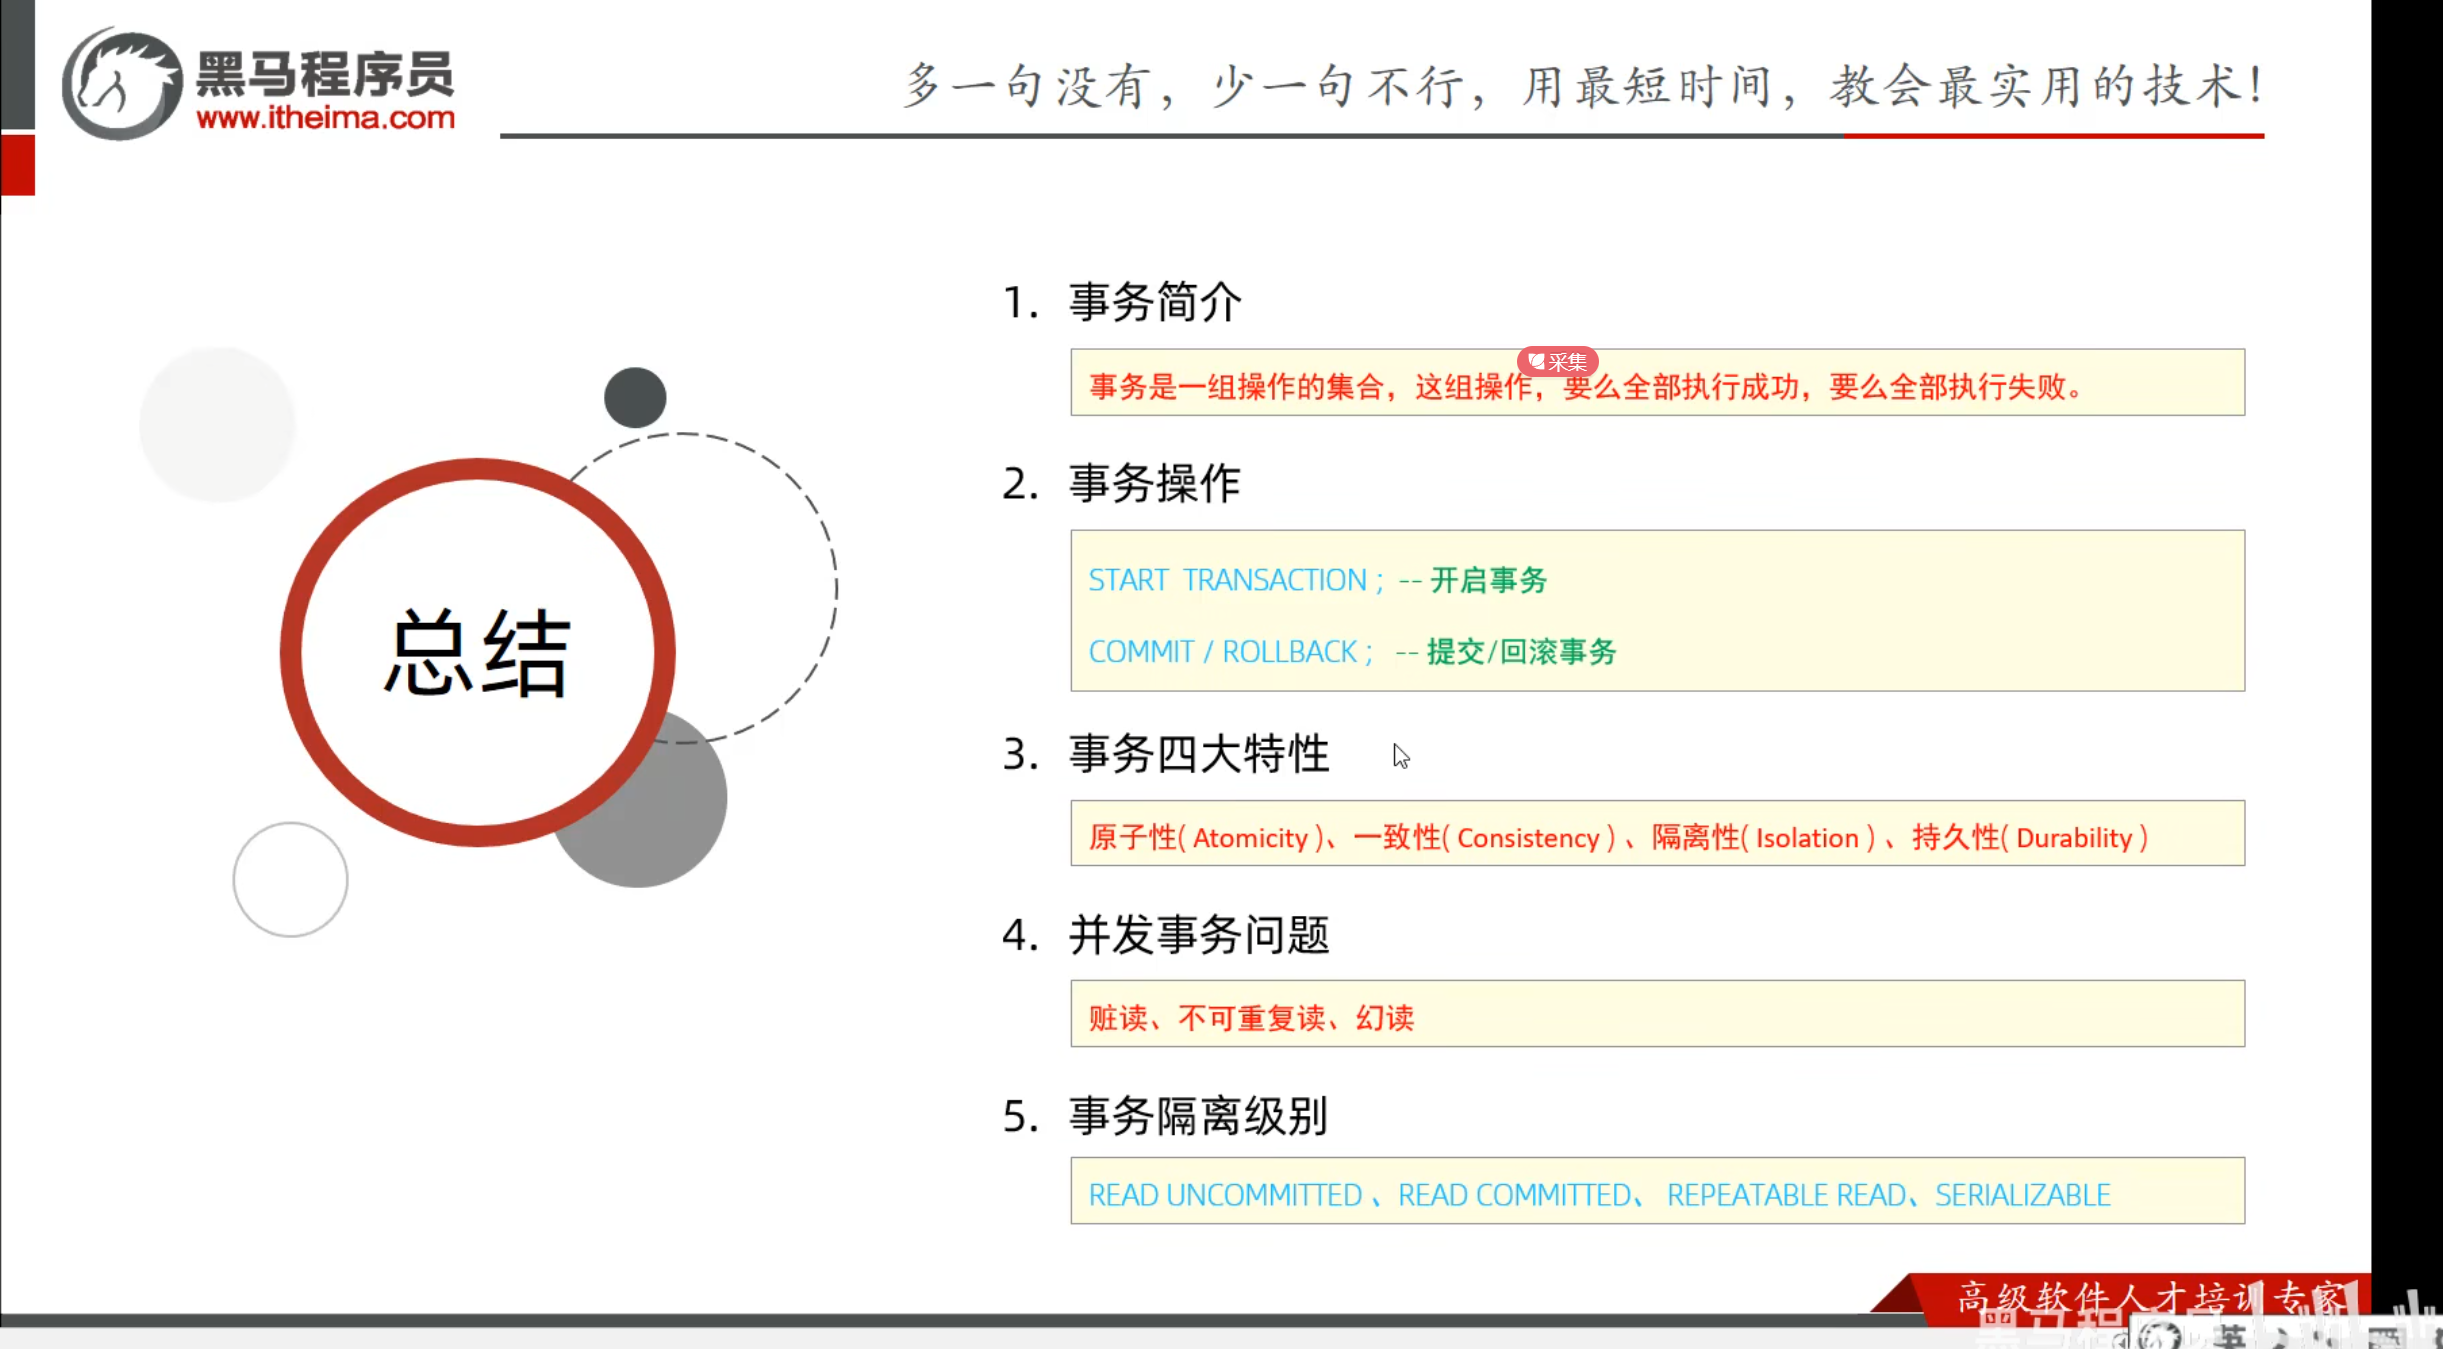 黑马程序员
www.itheima.com
多一句没有，少一句不行，用最短时间，教会最实用的技术！
总结
1. 事务简介
采集
事务是一组操作的集合，这组操作，要么全部执行成功，要么全部执行失败。
2. 事务操作
START TRANSACTION ; -- 开启事务
COMMIT / ROLLBACK ; -- 提交/回滚事务
3. 事务四大特性
原子性( Atomicity )、一致性( Consistency ) 、隔离性( Isolation ) 、持久性( Durability )
4. 并发事务问题
赃读、不可重复读、幻读
5. 事务隔离级别
READ UNCOMMITTED 、READ COMMITTED、 REPEATABLE READ、SERIALIZABLE
高级软件人才培训专家
黑马程序员
英